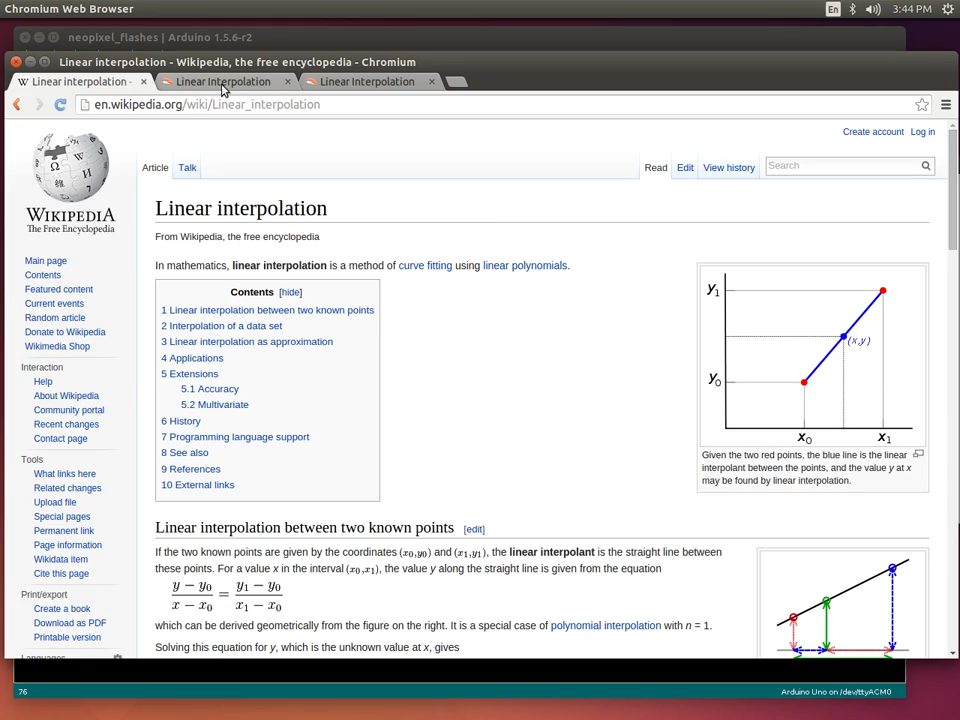 Chromium Web Browser
En
3:44 PM
neopixel_flashes | Arduino 1.5.6-r2
Linear interpolation - Wikipedia, the free encyclopedia - Chromium
W Linear interpolation -
Linear Interpolation
Linear Interpolation
en.wikipedia.org/wiki/Linear_interpolation
Create account Log in
Article Talk Read Edit View history Search
WIKIPEDIA
The Free Encyclopedia
Main page
Contents
Featured content
Current events
Random article
Donate to Wikipedia
Wikimedia Shop
Interaction
Help
About Wikipedia
Community portal
Recent changes
Contact page
Tools
What links here
Related changes
Upload file
Special pages
Permanent link
Page information
Wikidata item
Cite this page
Print/export
Create a book
Download as PDF
Printable version
Languages
Linear interpolation
From Wikipedia, the free encyclopedia
In mathematics, linear interpolation is a method of curve fitting using linear polynomials.
Contents [hide]
1 Linear interpolation between two known points
2 Interpolation of a data set
3 Linear interpolation as approximation
4 Applications
5 Extensions
5.1 Accuracy
5.2 Multivariate
6 History
7 Programming language support
8 See also
9 References
10 External links
y₁
(x,y)
y₀
x₀ x₁
Given the two red points, the blue line is the linear
interpolant between the points, and the value y at x
may be found by linear interpolation.
Linear interpolation between two known points [edit]
If the two known points are given by the coordinates (x₀,y₀) and (x₁,y₁), the linear interpolant is the straight line between
these points. For a value x in the interval (x₀,x₁), the value y along the straight line is given from the equation
y − y₀ = y₁ − y₀
x − x₀ x₁ − x₀
which can be derived geometrically from the figure on the right. It is a special case of polynomial interpolation with n = 1.
Solving this equation for y, which is the unknown value at x, gives
76
Arduino Uno on /dev/ttyACM0